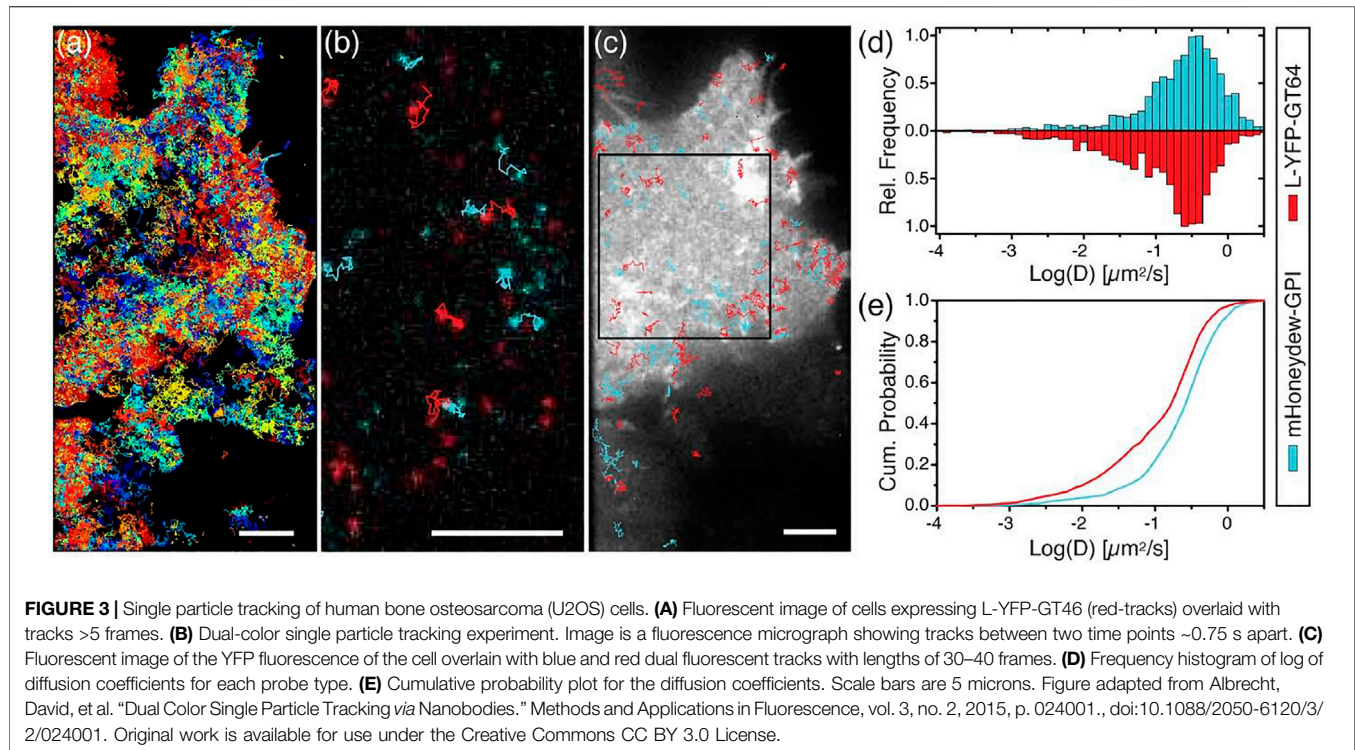 (a)
(b)
(c)
(d)
1.0
0.5
0.0
0.5
1.0
Rel. Frequency
-4
-3
-2
-1
0
Log(D) [µm²/s]
(e)
1.0
0.8
0.6
0.4
0.2
0.0
Cum. Probability
-4
-3
-2
-1
0
Log(D) [µm²/s]
L-YFP-GT64
mHoneydew-GPI
FIGURE 3 | Single particle tracking of human bone osteosarcoma (U2OS) cells. (A) Fluorescent image of cells expressing L-YFP-GT46 (red-tracks) overlaid with
tracks >5 frames. (B) Dual-color single particle tracking experiment. Image is a fluorescence micrograph showing tracks between two time points ~0.75 s apart. (C)
Fluorescent image of the YFP fluorescence of the cell overlain with blue and red dual fluorescent tracks with lengths of 30–40 frames. (D) Frequency histogram of log of
diffusion coefficients for each probe type. (E) Cumulative probability plot for the diffusion coefficients. Scale bars are 5 microns. Figure adapted from Albrecht,
David, et al. “Dual Color Single Particle Tracking via Nanobodies.” Methods and Applications in Fluorescence, vol. 3, no. 2, 2015, p. 024001., doi:10.1088/2050-6120/3/
2/024001. Original work is available for use under the Creative Commons CC BY 3.0 License.